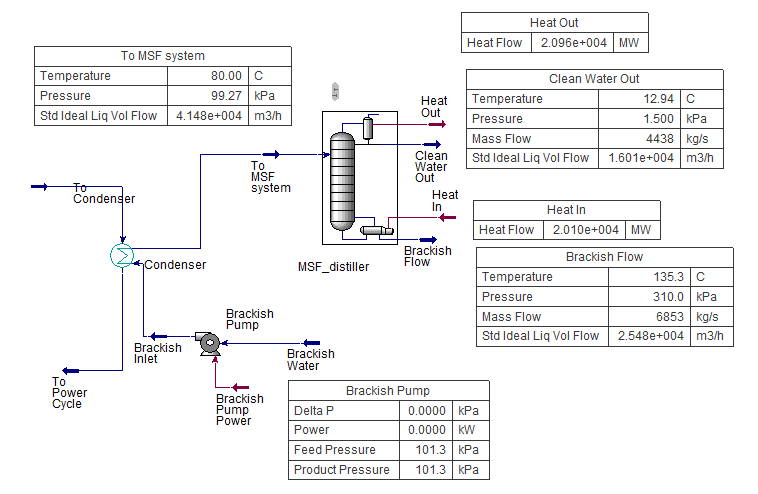 Heat Out
Heat Flow 2.096e+004 MW
To MSF system
Temperature 80.00 C
Pressure 99.27 kPa
Std Ideal Liq Vol Flow 4.148e+004 m3/h
Clean Water Out
Temperature 12.94 C
Pressure 1.500 kPa
Mass Flow 4438 kg/s
Std Ideal Liq Vol Flow 1.601e+004 m3/h
Heat
Out
Clean
Water
Out
To
MSF
system
To
Condenser
Heat
In
Heat In
Heat Flow 2.010e+004 MW
Brackish
Flow
MSF_distiller
Condenser
Brackish Flow
Temperature 135.3 C
Pressure 310.0 kPa
Mass Flow 6853 kg/s
Std Ideal Liq Vol Flow 2.548e+004 m3/h
Brackish
Pump
Brackish
Inlet
Brackish
Water
To
Power
Cycle
Brackish
Pump
Power
Brackish Pump
Delta P 0.0000 kPa
Power 0.0000 kW
Feed Pressure 101.3 kPa
Product Pressure 101.3 kPa